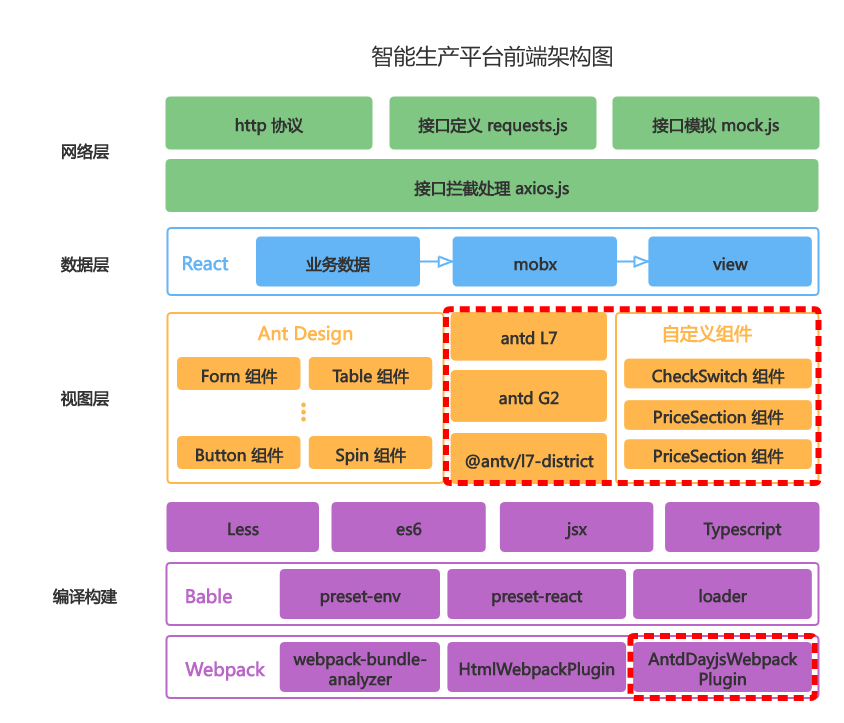 智能生产平台前端架构图
网络层
http 协议
接口定义 requests.js
接口模拟 mock.js
接口拦截处理 axios.js
数据层
React
业务数据
mobx
view
视图层
Ant Design
Form 组件
Table 组件
Button 组件
Spin 组件
antd L7
antd G2
@antv/l7-district
自定义组件
CheckSwitch 组件
PriceSection 组件
PriceSection 组件
编译构建
Less
es6
jsx
Typescript
Bable
preset-env
preset-react
loader
Webpack
webpack-bundle-
analyzer
HtmlWebpackPlugin
AntdDayjsWebpack
Plugin